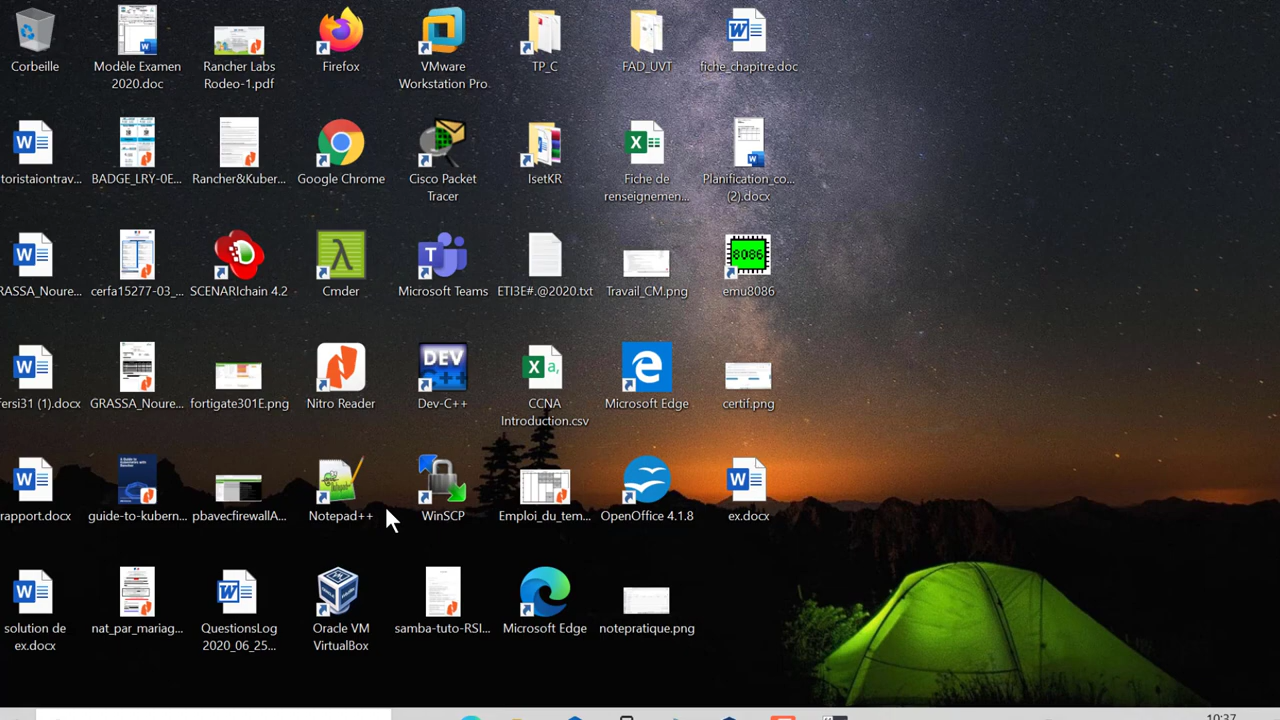 Corbeille
Modèle Examen
2020.doc
Rancher Labs
Rodeo-1.pdf
Firefox
VMware
Workstation Pro
TP_C
FAD_UVT
fiche_chapitre.doc
toristaiontrav...
BADGE_LRY-0E...
Rancher&Kuber...
Google Chrome
Cisco Packet
Tracer
IsetKR
Fiche de
renseignemen...
Planification_co...
(2).docx
RASSA_Noure...
cerfa15277-03_...
SCENARIchain 4.2
Cmder
Microsoft Teams
ETI3E#.@2020.txt
Travail_CM.png
8086
emu8086
fersi31 (1).docx
GRASSA_Noure...
fortigate301E.png
Nitro Reader
DEV
Dev-C++
CCNA
Introduction.csv
Microsoft Edge
certif.png
rapport.docx
guide-to-kubern...
pbavecfirewallA...
Notepad++
WinSCP
Emploi_du_tem...
OpenOffice 4.1.8
ex.docx
olution de
ex.docx
nat_par_mariag...
QuestionsLog
2020_06_25...
Oracle VM
VirtualBox
samba-tuto-RSI...
Microsoft Edge
notepratique.png
10:37